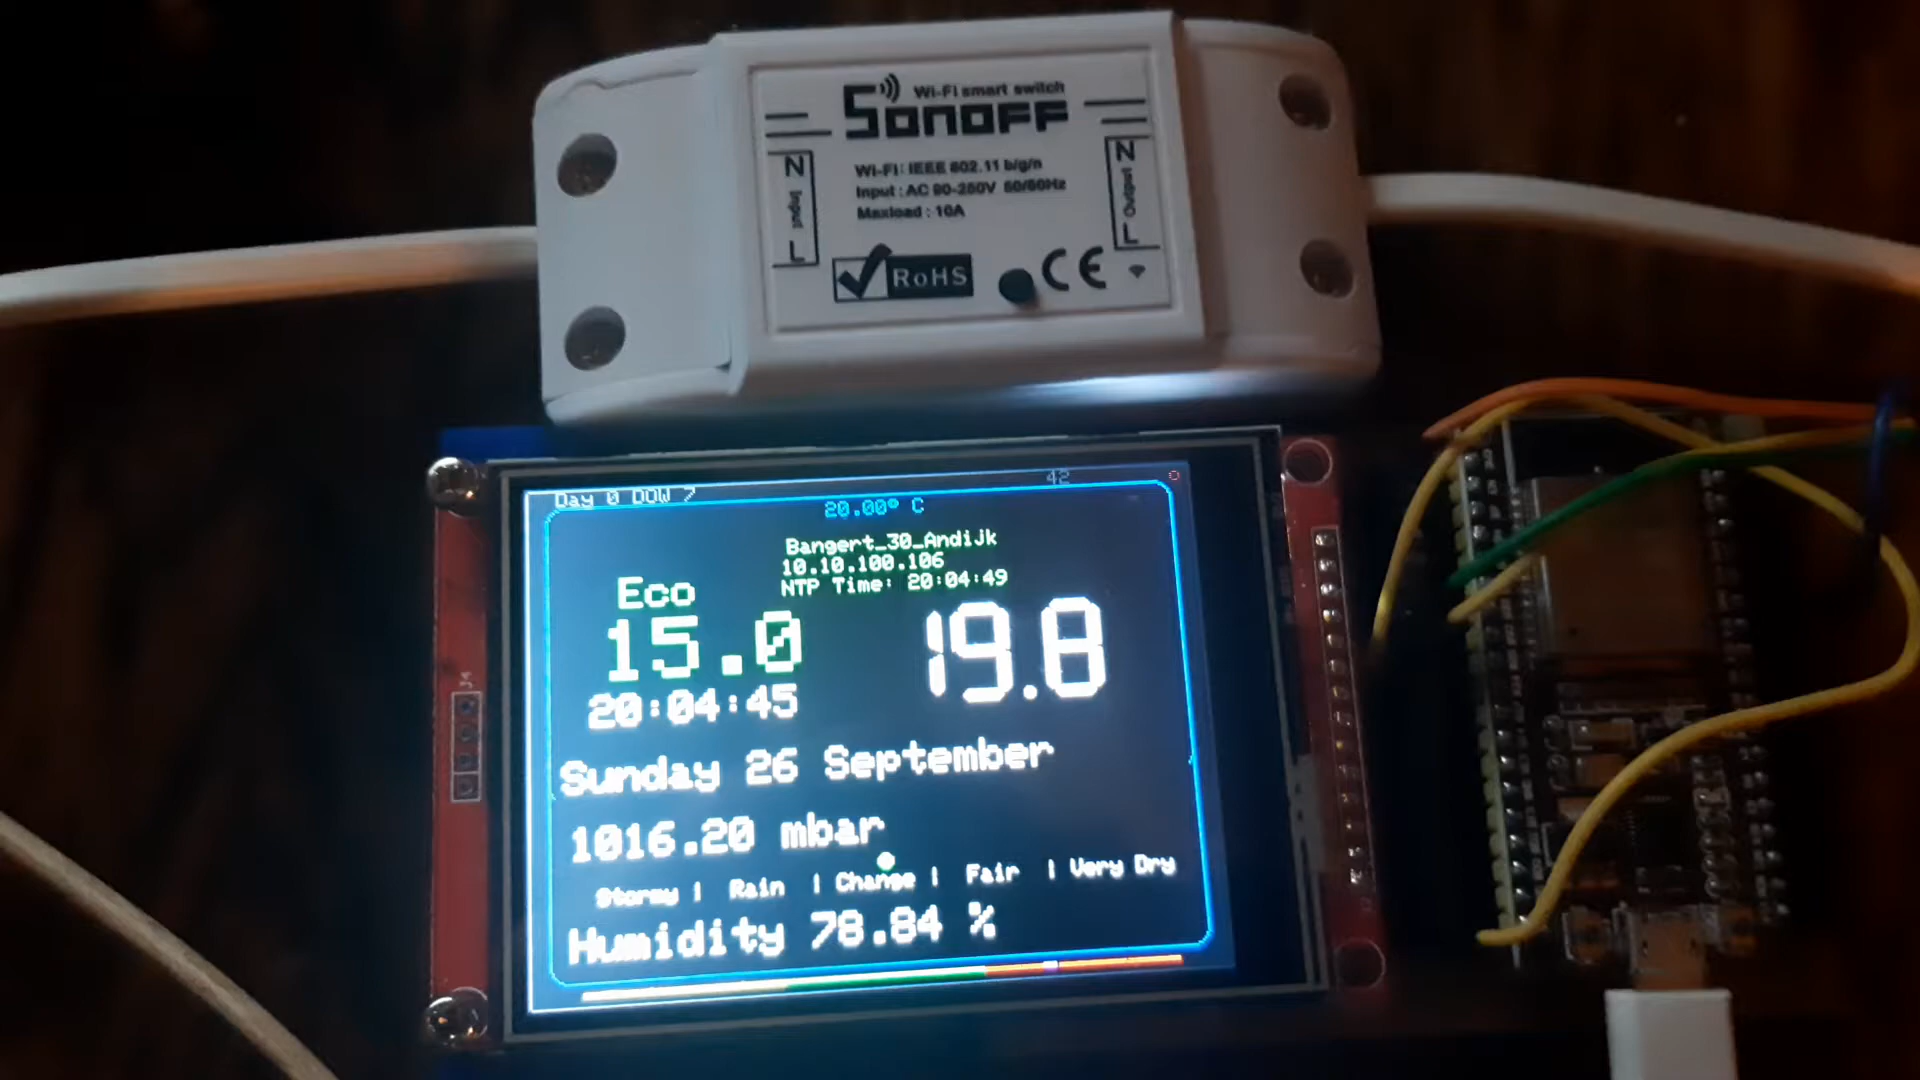 Wi-Fi smart switch
SONOFF
N Input L
Wi-Fi: IEEE 802.11 b/g/n
Input : AC 90-250V 50/60Hz
Maxload : 10A
N Output L
RoHS
CE
Day 0 DOW 7
42
20.00° C
Bangert_30_AndiJk
10.10.100.106
NTP Time: 20:04:49
Eco
15.0
19.8
20:04:45
Sunday 26 September
1016.20 mbar
Stormy | Rain | Change | Fair | Very Dry
Humidity 78.84 %
J4